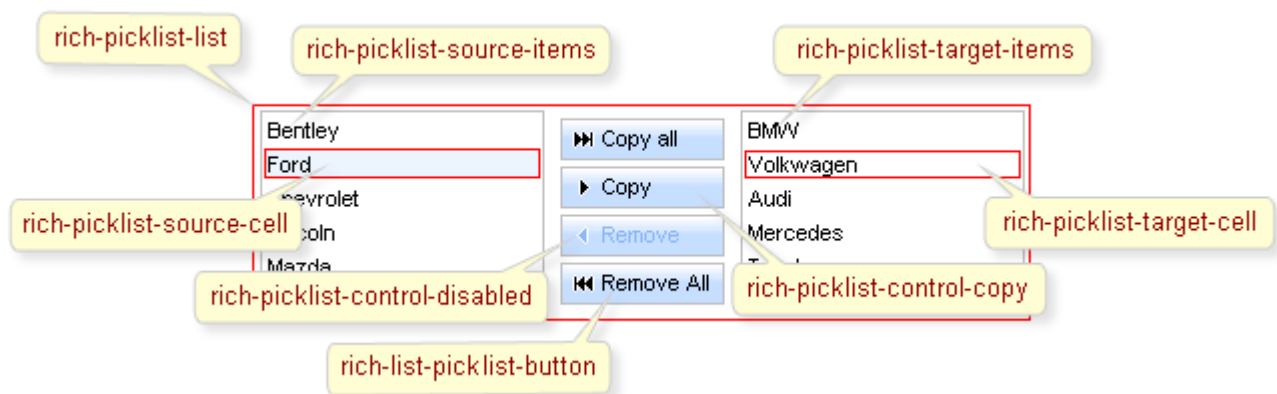 rich-picklist-list
rich-picklist-source-items
rich-picklist-target-items
Bentley
Copy all
BMW
Ford
Volkwagen
Copy
Audi
rich-picklist-source-cell
rich-picklist-target-cell
Remove
Mercedes
Mazda
rich-picklist-control-disabled
Remove All
rich-picklist-control-copy
rich-list-picklist-button